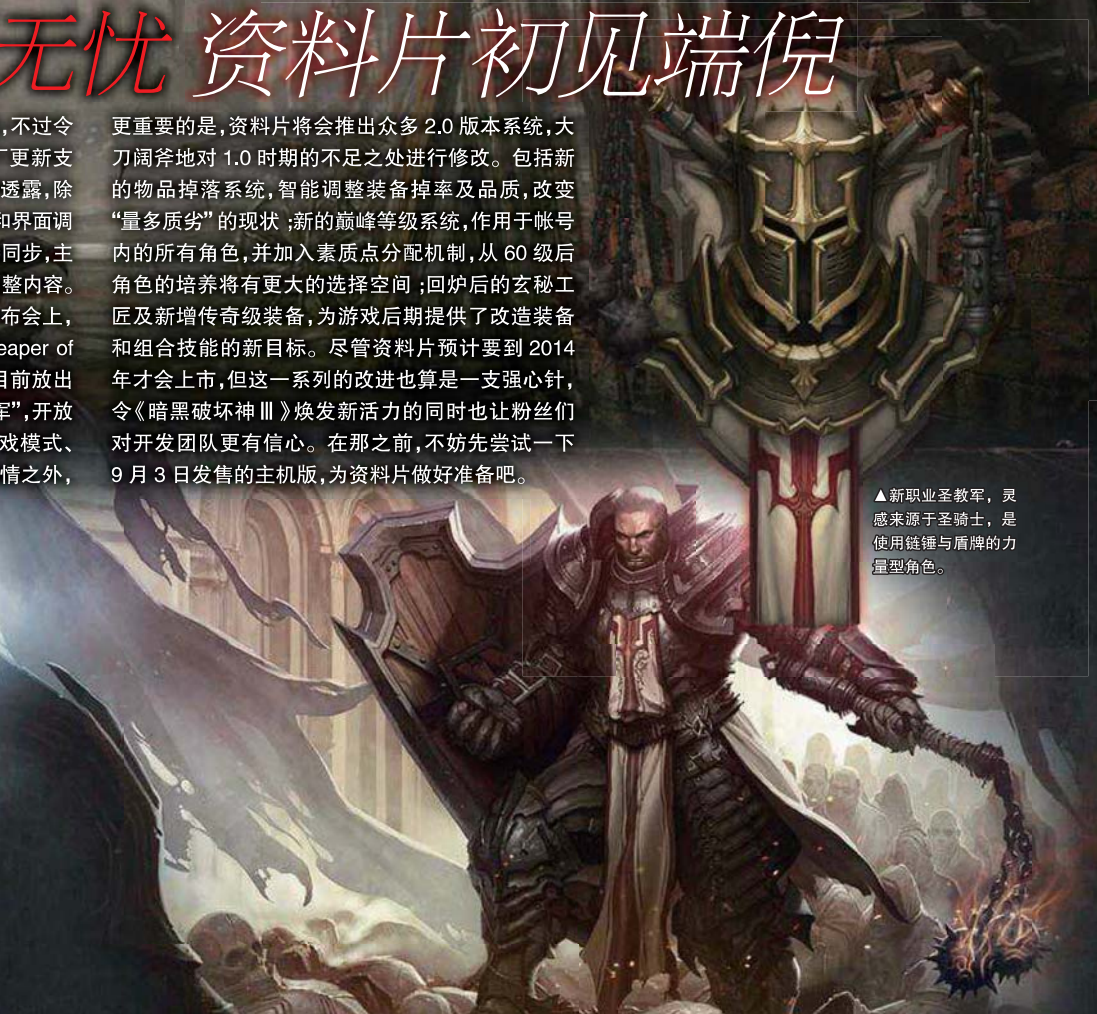 无忧 资料片初见端倪
,不过令
更新支
透露,除
和界面调
同步,主
整内容。
布会上,
eaper of
目前放出
军”,开放
戏模式、
情之外,
更重要的是,资料片将会推出众多 2.0 版本系统,大
刀阔斧地对 1.0 时期的不足之处进行修改。包括新
的物品掉落系统,智能调整装备掉率及品质,改变
“量多质劣”的现状;新的巅峰等级系统,作用于帐号
内的所有角色,并加入素质点分配机制,从 60 级后
角色的培养将有更大的选择空间;回炉后的玄秘工
匠及新增传奇级装备,为游戏后期提供了改造装备
和组合技能的新目标。尽管资料片预计要到 2014
年才会上市,但这一系列的改进也算是一支强心针,
令《暗黑破坏神Ⅲ》焕发新活力的同时也让粉丝们
对开发团队更有信心。在那之前,不妨先尝试一下
9 月 3 日发售的主机版,为资料片做好准备吧。
▲新职业圣教军，灵
感来源于圣骑士，是
使用链锤与盾牌的力
量型角色。